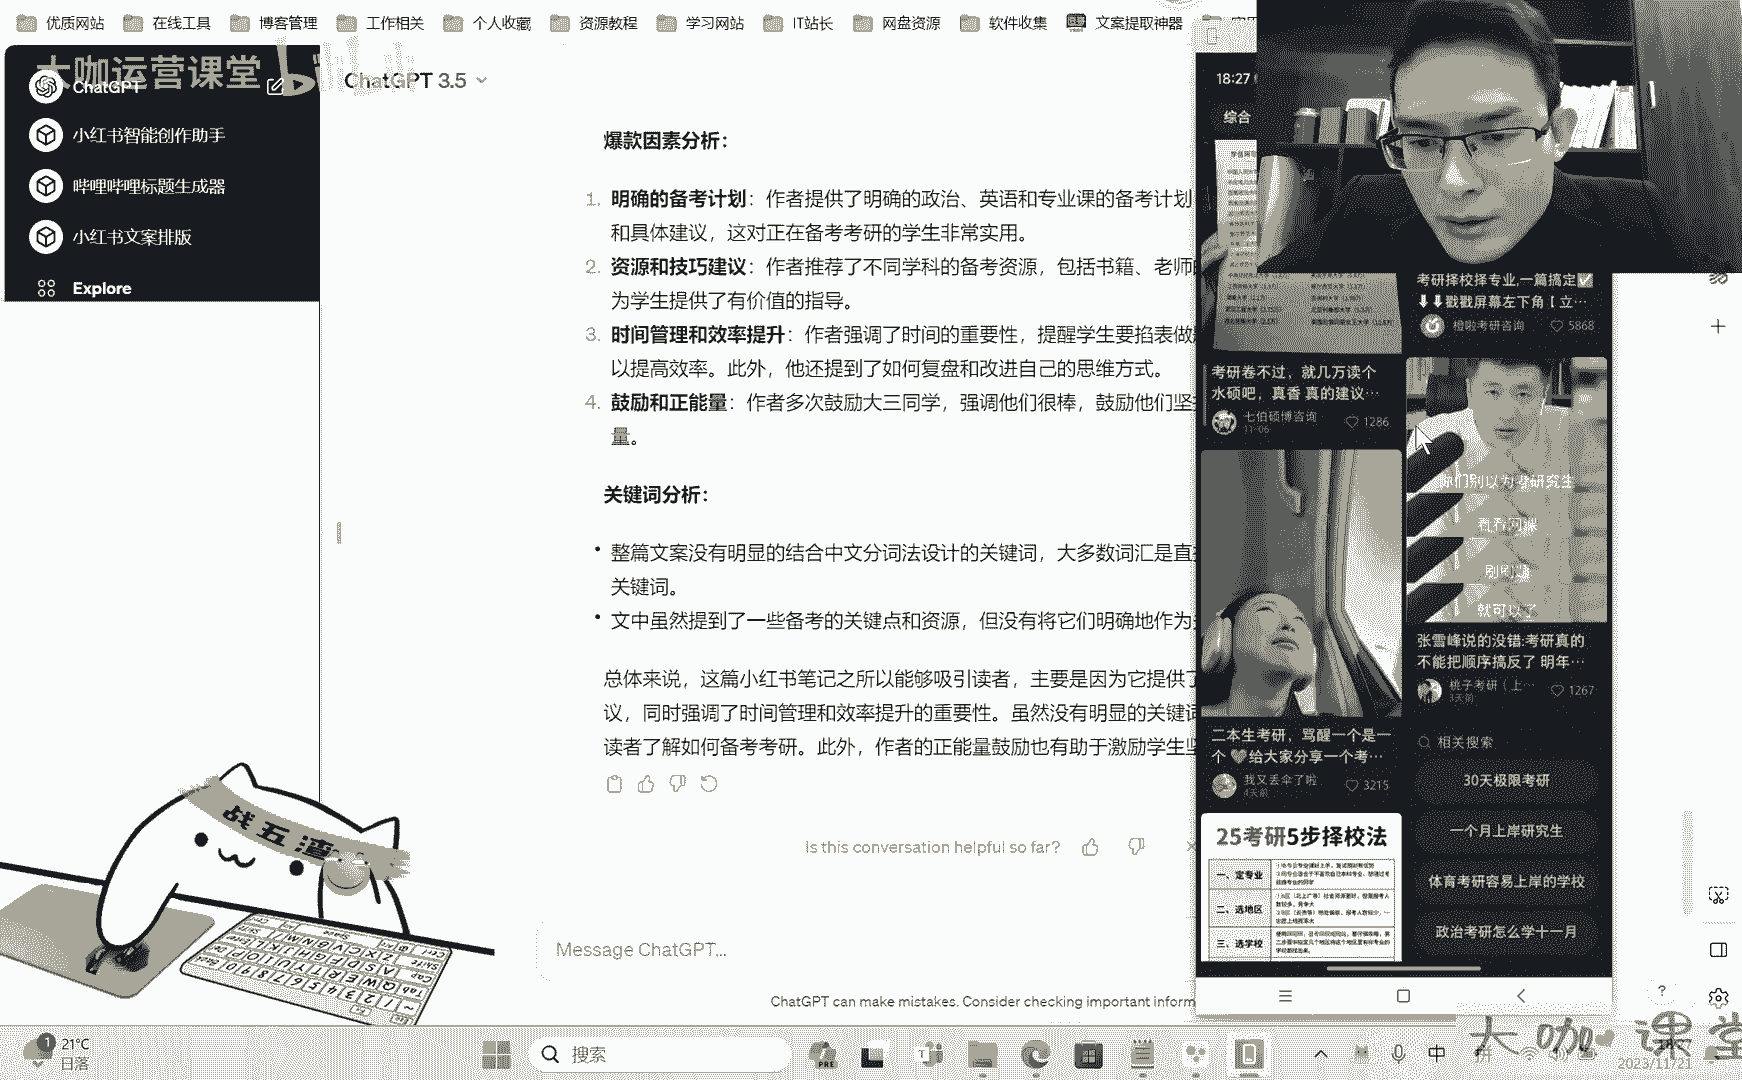 优质网站
在线工具
博客管理
工作相关
个人收藏
资源教程
学习网站
IT站长
网盘资源
软件收集
文案提取神器
大咖运营课堂
ChatGPT
小红书智能创作助手
哔哩哔哩标题生成器
小红书文案排版
Explore
ChatGPT 3.5
爆款因素分析：
1. 明确的备考计划：作者提供了明确的政治、英语和专业课的备考计划
和具体建议，这对正在备考考研的学生非常实用。
2. 资源和技巧建议：作者推荐了不同学科的备考资源，包括书籍、老师
为学生提供了有价值的指导。
3. 时间管理和效率提升：作者强调了时间的重要性，提醒学生要掐表做
以提高效率。此外，他还提到了如何复盘和改进自己的思维方式。
4. 鼓励和正能量：作者多次鼓励大三同学，强调他们很棒，鼓励他们坚
量。
关键词分析：
• 整篇文案没有明显的结合中文分词法设计的关键词，大多数词汇是直
关键词。
• 文中虽然提到了一些备考的关键点和资源，但没有将它们明确地作为
总体来说，这篇小红书笔记之所以能够吸引读者，主要是因为它提供了
议，同时强调了时间管理和效率提升的重要性。虽然没有明显的关键词
读者了解如何备考考研。此外，作者的正能量鼓励也有助于激励学生坚
Is this conversation helpful so far?
Message ChatGPT...
ChatGPT can make mistakes. Consider checking important inform
18:27
综合
考研择校择专业,一篇搞定✅
⬇⬇戳戳屏幕左下角【立…
橙啦考研咨询
5868
考研卷不过，就几万读个
水硕吧，真香 真的建议…
七伯硕博咨询
11-06
1286
你们别以为考研究生
看看网课
刷刷题
就可以了
张雪峰说的没错:考研真的
不能把顺序搞反了 明年…
桃子考研（上…
3天前
1267
二本生考研，骂醒一个是一
个 🖤给大家分享一个考…
我又丢伞了啦
4天前
3215
相关搜索
30天极限考研
一个月上岸研究生
体育考研容易上岸的学校
政治考研怎么学十一月
25考研5步择校法
一、定专业
二、选地区
三、选学校
战五渣
21°C
日落
搜索
中
大咖课堂
2023/11/21